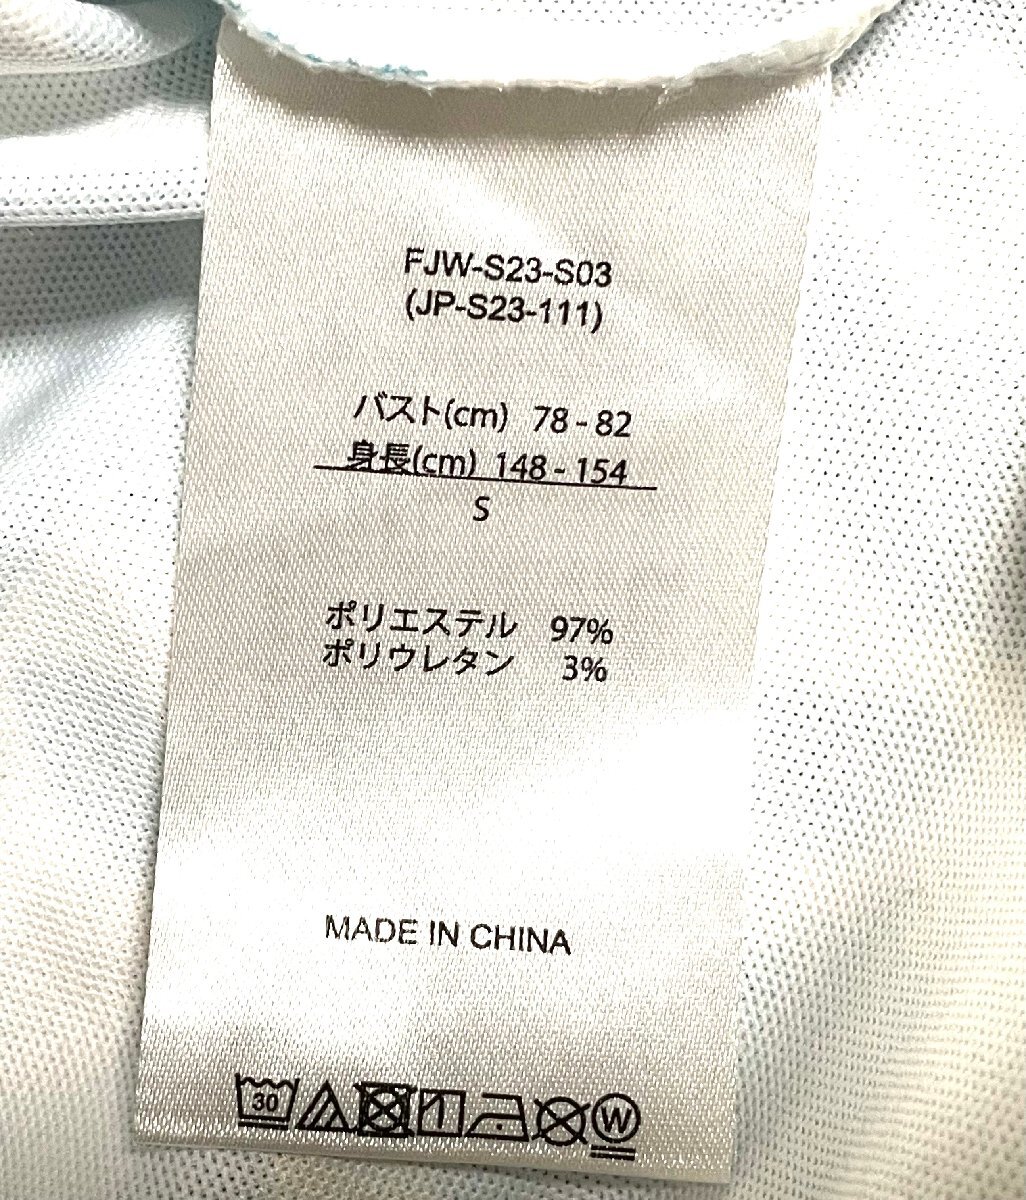 FJW-S23-S03
(JP-S23-111)
バスト(cm) 78 - 82
身長(cm) 148 - 154
S
ポリエステル 97%
ポリウレタン 3%
MADE IN CHINA
30 W